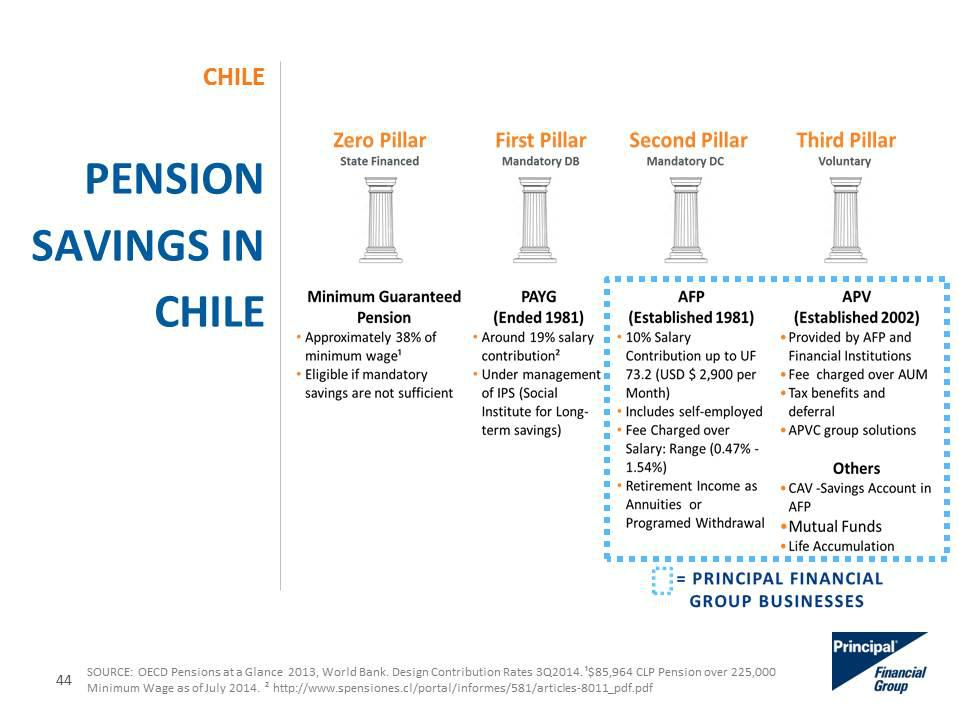 CHILE
PENSION
SAVINGS IN
CHILE
Zero Pillar
State Financed
First Pillar
Mandatory DB
Second Pillar
Mandatory DC
Third Pillar
Voluntary
Minimum Guaranteed
Pension
• Approximately 38% of
minimum wage¹
• Eligible if mandatory
savings are not sufficient
PAYG
(Ended 1981)
• Around 19% salary
contribution²
• Under management
of IPS (Social
Institute for Long-
term savings)
AFP
(Established 1981)
• 10% Salary
Contribution up to UF
73.2 (USD $ 2,900 per
Month)
• Includes self-employed
• Fee Charged over
Salary: Range (0.47% -
1.54%)
• Retirement Income as
Annuities or
Programed Withdrawal
APV
(Established 2002)
• Provided by AFP and
Financial Institutions
• Fee charged over AUM
• Tax benefits and
deferral
• APVC group solutions
Others
• CAV -Savings Account in
AFP
• Mutual Funds
• Life Accumulation
= PRINCIPAL FINANCIAL
GROUP BUSINESSES
44
SOURCE: OECD Pensions at a Glance 2013, World Bank. Design Contribution Rates 3Q2014. ¹$85,964 CLP Pension over 225,000
Minimum Wage as of July 2014. ² http://www.spensiones.cl/portal/informes/581/articles-8011_pdf.pdf
Principal®
Financial
Group